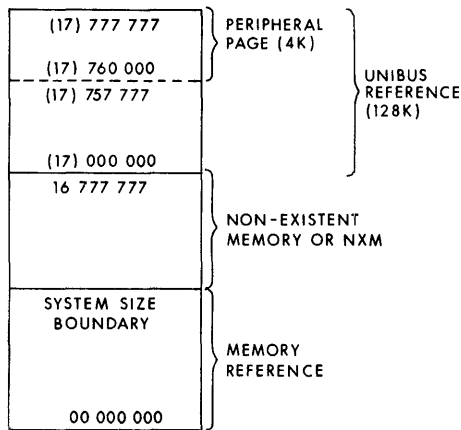 (17) 777 777
PERIPHERAL
PAGE (4K)
(17) 760 000
(17) 757 777
UNIBUS
REFERENCE
(128K)
(17) 000 000
16 777 777
NON-EXISTENT
MEMORY OR NXM
SYSTEM SIZE
BOUNDARY
MEMORY
REFERENCE
00 000 000